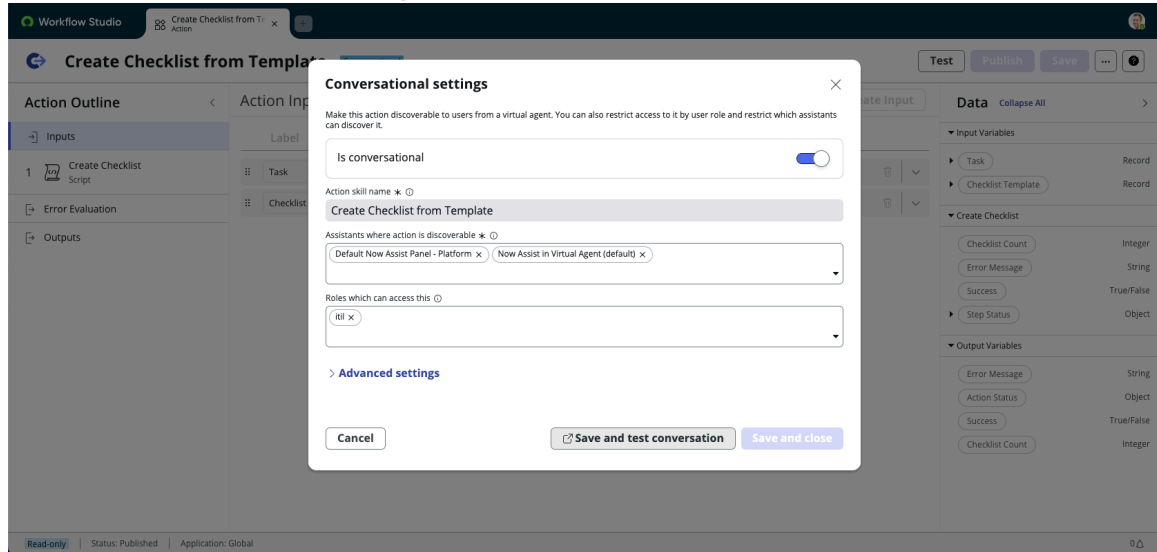 Workflow Studio
Create Checklist from Te
Action
Create Checklist from Templa
Test
Publish
Save
Action Outline
Inputs
1
Create Checklist
Script
Error Evaluation
Outputs
Action Inp
Label
Task
Checklist
Conversational settings
Make this action discoverable to users from a virtual agent. You can also restrict access to it by user role and restrict which assistants
can discover it.
Is conversational
Action skill name *
Create Checklist from Template
Assistants where action is discoverable *
Default Now Assist Panel - Platform ×
Now Assist in Virtual Agent (default) ×
Roles which can access this
itil ×
Advanced settings
Cancel
Save and test conversation
Save and close
ate Input
Data
Collapse All
Input Variables
Task
Record
Checklist Template
Record
Create Checklist
Checklist Count
Integer
Error Message
String
Success
True/False
Step Status
Object
Output Variables
Error Message
String
Action Status
Object
Success
True/False
Checklist Count
Integer
Read-only
Status: Published
Application: Global
0